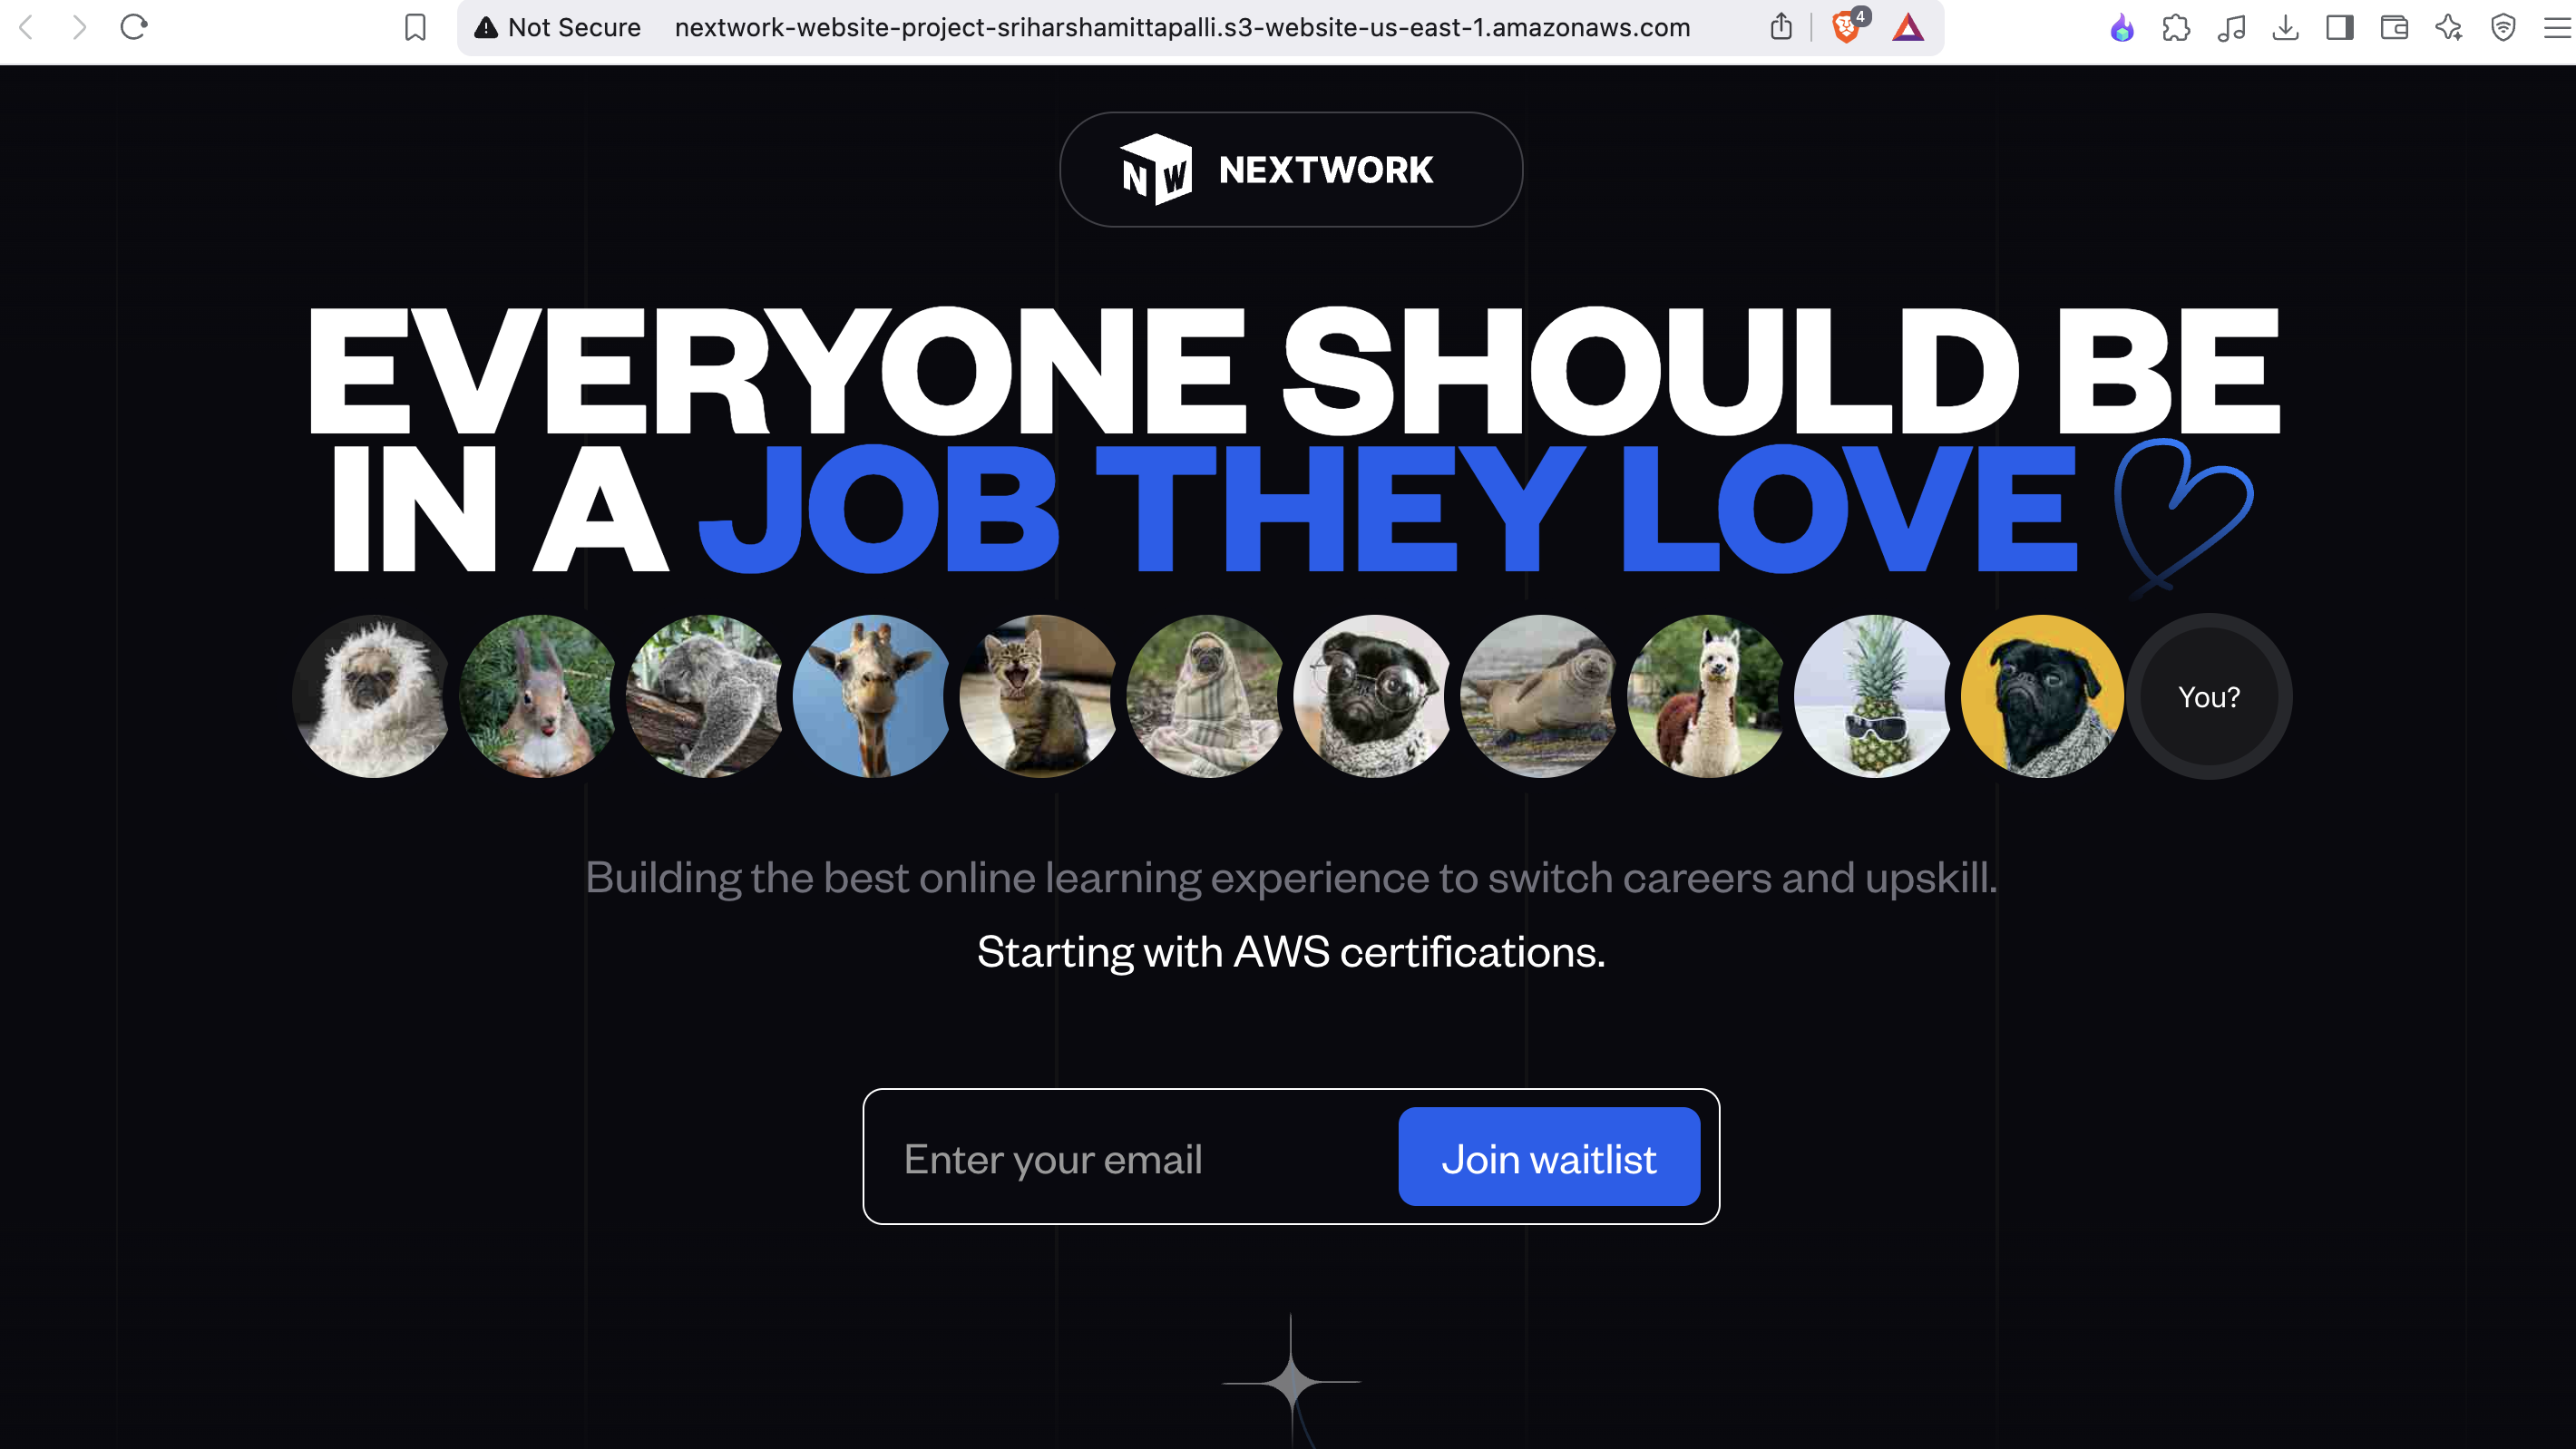 Not Secure nextwork-website-project-sriharshamittapalli.s3-website-us-east-1.amazonaws.com 4
NW NEXTWORK
EVERYONE SHOULD BE
IN A JOB THEY LOVE
You?
Building the best online learning experience to switch careers and upskill.
Starting with AWS certifications.
Enter your email Join waitlist